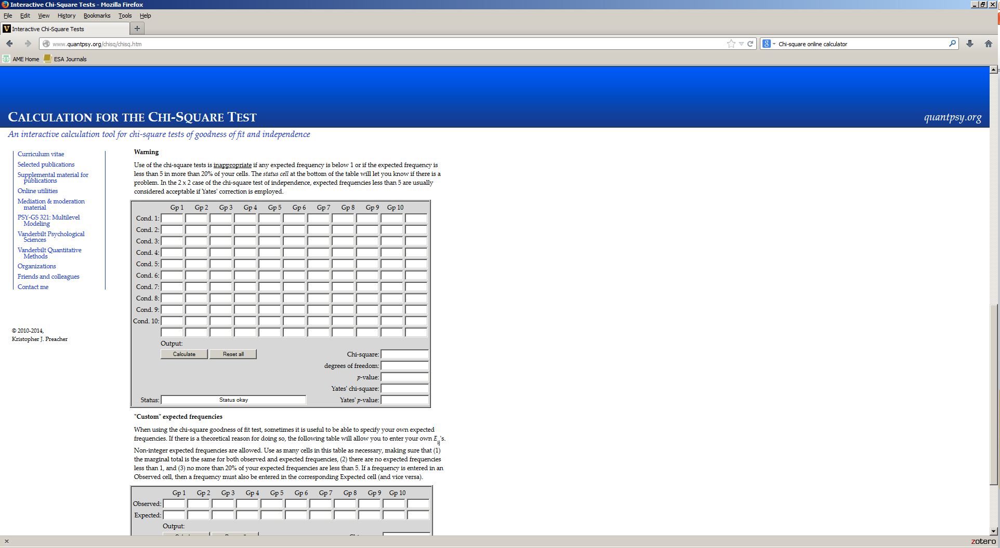 Interactive Chi-Square Tests - Mozilla Firefox
File Edit View History Bookmarks Tools Help
Interactive Chi-Square Tests
www.quantpsy.org/chisq/chisq.htm
Chi-square online calculator
AME Home ESA Journals
CALCULATION FOR THE CHI-SQUARE TEST
quantpsy.org
An interactive calculation tool for chi-square tests of goodness of fit and independence
Curriculum vitae
Selected publications
Supplemental material for
publications
Online utilities
Mediation & moderation
material
PSY-GS 321: Multilevel
Modeling
Vanderbilt Psychological
Sciences
Vanderbilt Quantitative
Methods
Organizations
Friends and colleagues
Contact me
© 2010-2014,
Kristopher J. Preacher
Warning
Use of the chi-square tests is inappropriate if any expected frequency is below 1 or if the expected frequency is
less than 5 in more than 20% of your cells. The status cell at the bottom of the table will let you know if there is a
problem. In the 2 x 2 case of the chi-square test of independence, expected frequencies less than 5 are usually
considered acceptable if Yates' correction is employed.
Gp 1 Gp 2 Gp 3 Gp 4 Gp 5 Gp 6 Gp 7 Gp 8 Gp 9 Gp 10
Cond. 1:
Cond. 2:
Cond. 3:
Cond. 4:
Cond. 5:
Cond. 6:
Cond. 7:
Cond. 8:
Cond. 9:
Cond. 10:
Output:
Calculate Reset all Chi-square:
degrees of freedom:
p-value:
Yates' chi-square:
Status: Status okay Yates' p-value:
"Custom" expected frequencies
When using the chi-square goodness of fit test, sometimes it is useful to be able to specify your own expected
frequencies. If there is a theoretical reason for doing so, the following table will allow you to enter your own Eij's.
Non-integer expected frequencies are allowed. Use as many cells in this table as necessary, making sure that (1)
the marginal total is the same for both observed and expected frequencies, (2) there are no expected frequencies
less than 1, and (3) no more than 20% of your expected frequencies are less than 5. If a frequency is entered in an
Observed cell, then a frequency must also be entered in the corresponding Expected cell (and vice versa).
Gp 1 Gp 2 Gp 3 Gp 4 Gp 5 Gp 6 Gp 7 Gp 8 Gp 9 Gp 10
Observed:
Expected:
Output:
zotero